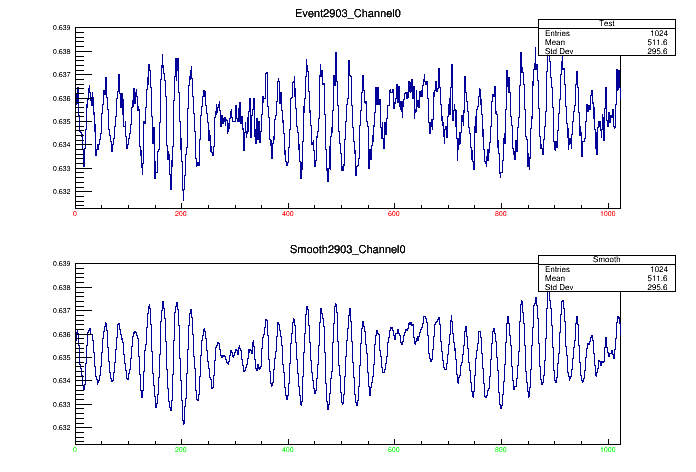 Event2903_Channel0
Test
Entries 1024
Mean 511.6
Std Dev 295.6
0.639
0.638
0.637
0.636
0.635
0.634
0.633
0.632
0 200 400 600 800 1000
Smooth2903_Channel0
Smooth
Entries 1024
Mean 511.6
Std Dev 295.6
0.639
0.638
0.637
0.636
0.635
0.634
0.633
0.632
0 200 400 600 800 1000